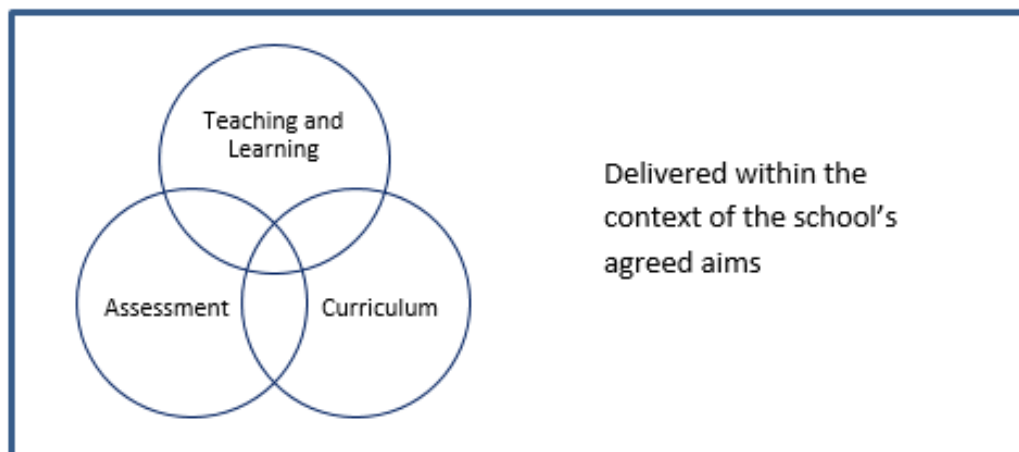 Teaching and
Learning
Assessment
Curriculum
Delivered within the
context of the school’s
agreed aims